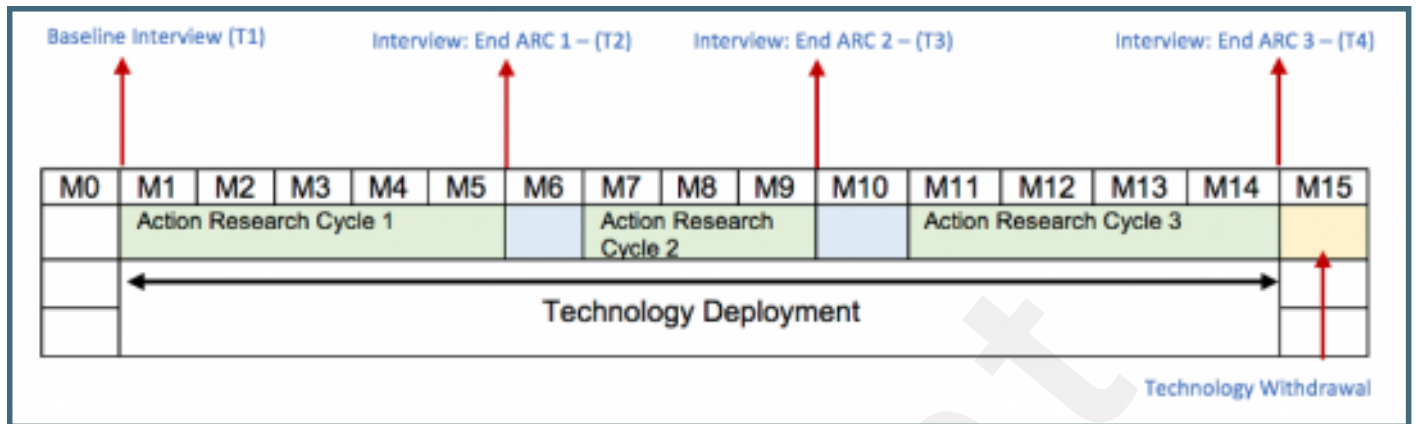 Baseline Interview (T1) Interview: End ARC 1 – (T2) Interview: End ARC 2 – (T3) Interview: End ARC 3 – (T4)
M0 M1 M2 M3 M4 M5 M6 M7 M8 M9 M10 M11 M12 M13 M14 M15
Action Research Cycle 1 Action Research Action Research Cycle 3
Cycle 2
Technology Deployment
Technology Withdrawal